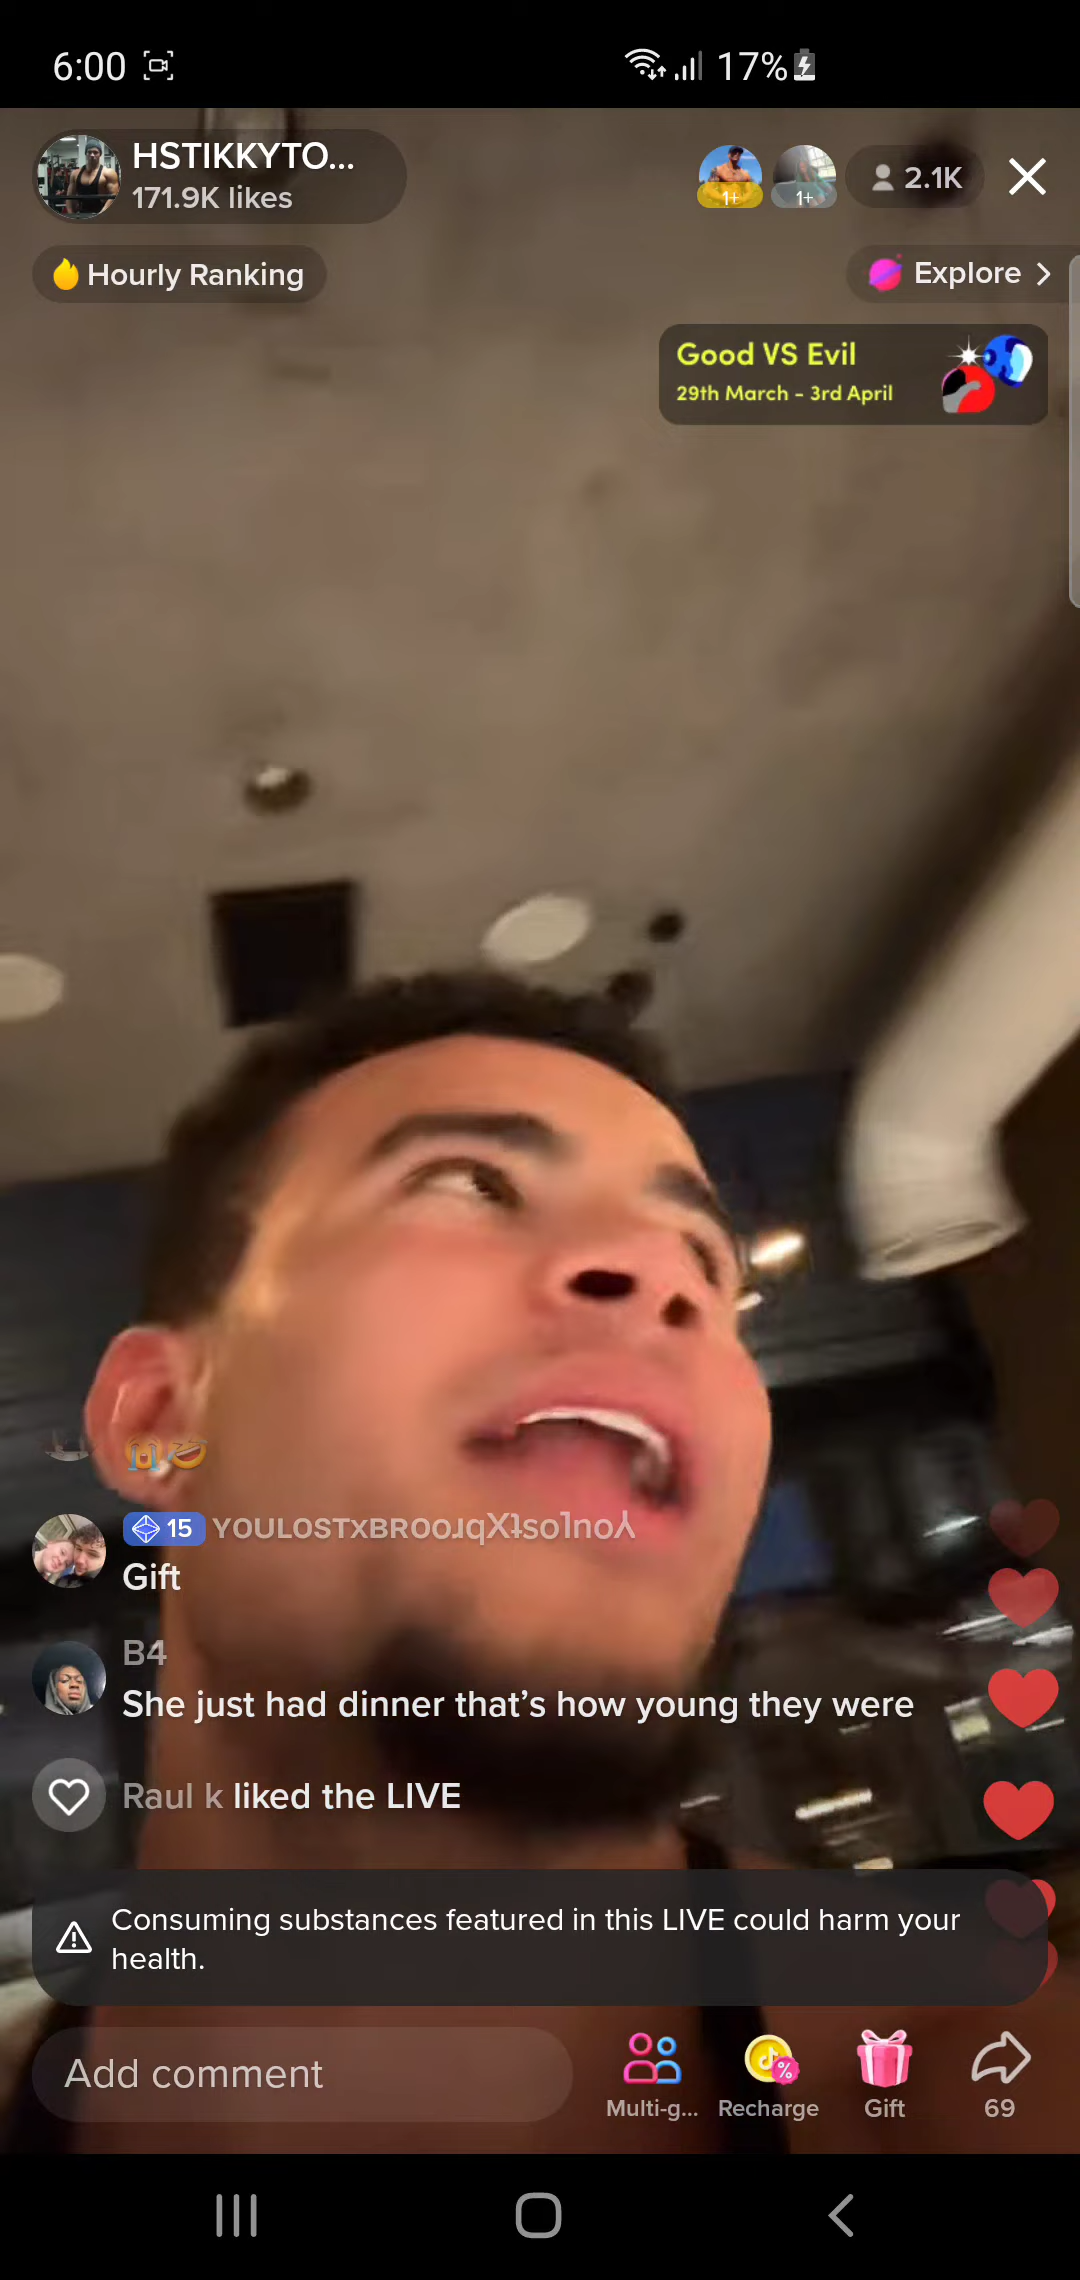 6:00
17%
HSTIKKYTO...
171.9K likes
1+
1+
2.1K
Hourly Ranking
Explore
Good VS Evil
29th March - 3rd April
15
Gift
B4
She just had dinner that’s how young they were
Raul k liked the LIVE
Consuming substances featured in this LIVE could harm your
health.
Add comment
Multi-g...
Recharge
Gift
69